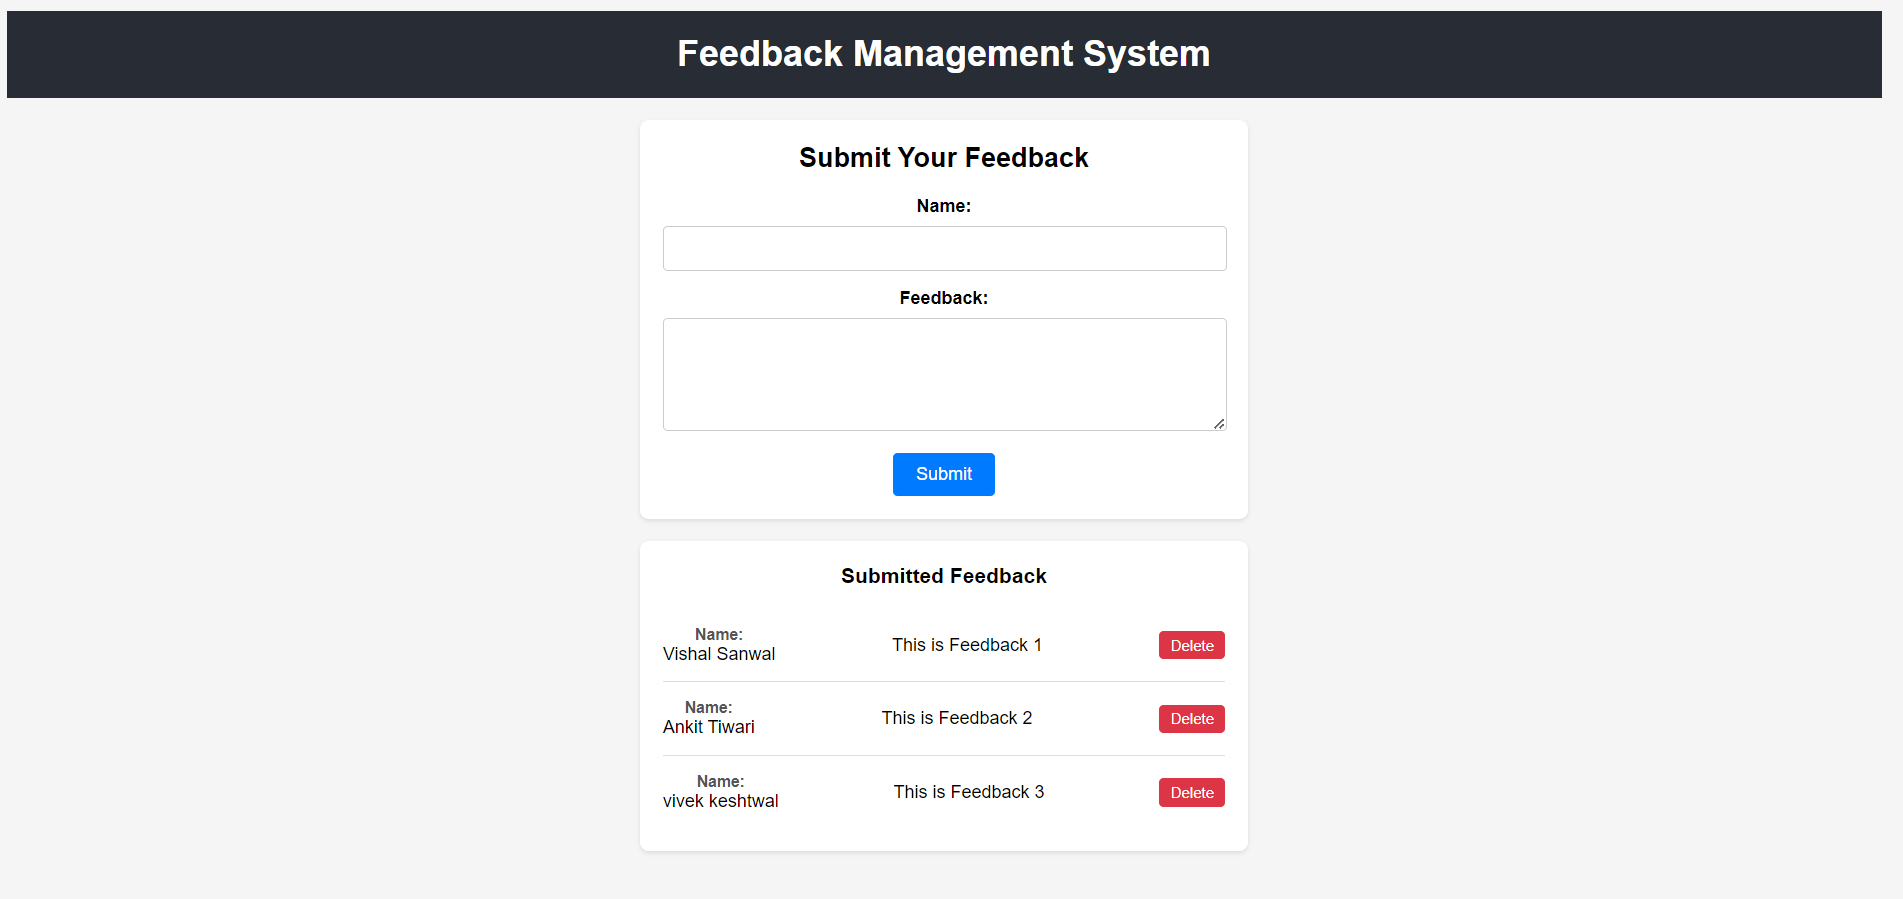 Feedback Management System
Submit Your Feedback
Name:
Feedback:
Submit
Submitted Feedback
Name:
Vishal Sanwal
This is Feedback 1
Delete
Name:
Ankit Tiwari
This is Feedback 2
Delete
Name:
vivek keshtwal
This is Feedback 3
Delete